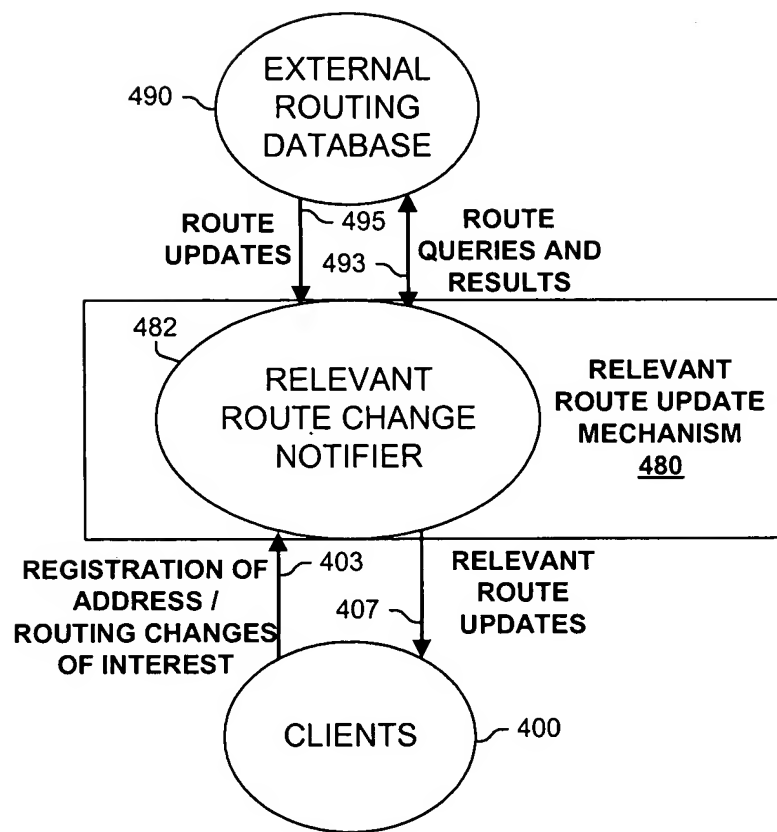 EXTERNAL
ROUTING
DATABASE
490
ROUTE
UPDATES
495
493
ROUTE
QUERIES AND
RESULTS
482
RELEVANT
ROUTE CHANGE
NOTIFIER
RELEVANT
ROUTE UPDATE
MECHANISM
480
REGISTRATION OF
ADDRESS /
ROUTING CHANGES
OF INTEREST
403
407
RELEVANT
ROUTE
UPDATES
CLIENTS
400